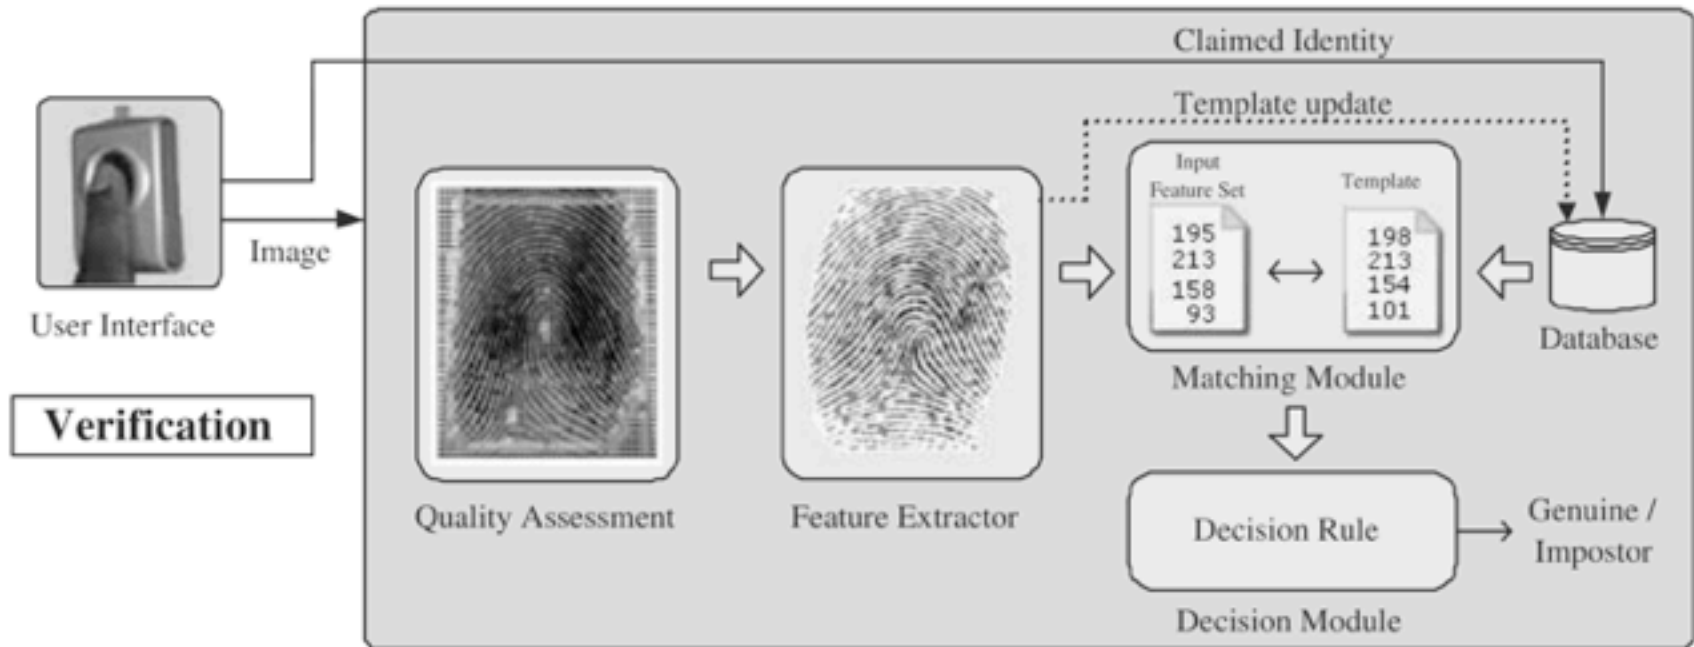 Claimed Identity
Template update
Input
Feature Set
Template
195
213
158
93
198
213
154
101
Image
User Interface
Database
Matching Module
Verification
Quality Assessment
Feature Extractor
Decision Rule
Genuine /
Impostor
Decision Module